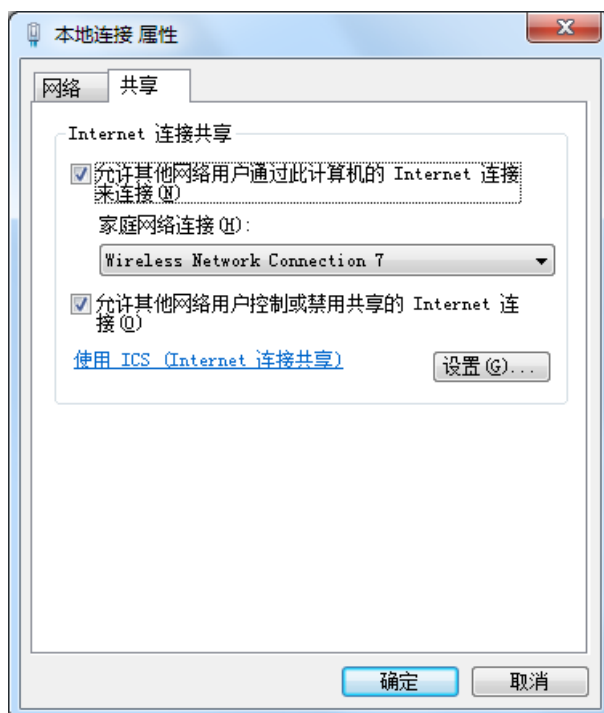 本地连接 属性
网络
共享
Internet 连接共享
允许其他网络用户通过此计算机的 Internet 连接
来连接(N)
家庭网络连接(H):
Wireless Network Connection 7
允许其他网络用户控制或禁用共享的 Internet 连
接(O)
使用 ICS (Internet 连接共享)
设置(G)...
确定
取消